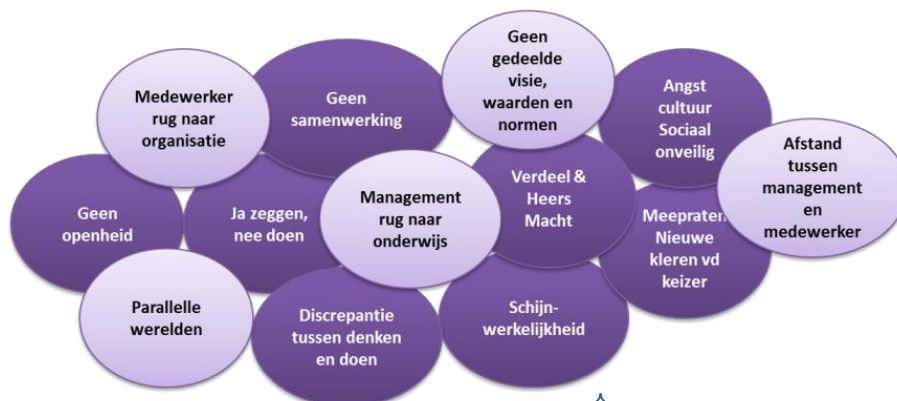 Medewerker
rug naar
organisatie
Geen
samenwerking
Geen
gedeelde
visie,
waarden en
normen
Angst
cultuur
Sociaal
onveilig
Afstand
tussen
management
en
medewerker
Geen
openheid
Ja zeggen,
nee doen
Management
rug naar
onderwijs
Verdeel &
Heers
Macht
Meepraten
Nieuwe
kleren vd
keizer
Parallelle
werelden
Discrepantie
tussen denken
en doen
Schijn-
werkelijkheid